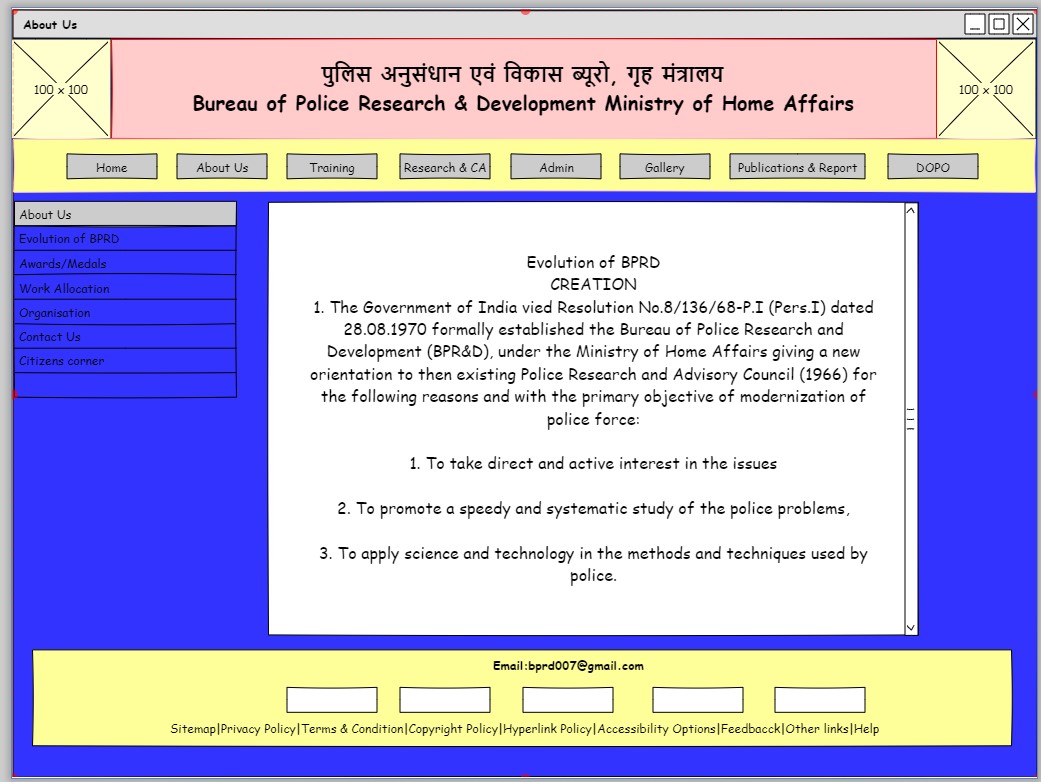 About Us
100 x 100
पुलिस अनुसंधान एवं विकास ब्यूरो, गृह मंत्रालय
Bureau of Police Research & Development Ministry of Home Affairs
100 x 100
Home About Us Training Research & CA Admin Gallery Publications & Report DOPO
About Us
Evolution of BPRD
Awards/Medals
Work Allocation
Organisation
Contact Us
Citizens corner
Evolution of BPRD
CREATION
1. The Government of India vied Resolution No.8/136/68-P.I (Pers.I) dated
28.08.1970 formally established the Bureau of Police Research and
Development (BPR&D), under the Ministry of Home Affairs giving a new
orientation to then existing Police Research and Advisory Council (1966) for
the following reasons and with the primary objective of modernization of
police force:
1. To take direct and active interest in the issues
2. To promote a speedy and systematic study of the police problems,
3. To apply science and technology in the methods and techniques used by
police.
Email:bprd007@gmail.com
Sitemap|Privacy Policy|Terms & Condition|Copyright Policy|Hyperlink Policy|Accessibility Options|Feedbacck|Other links|Help